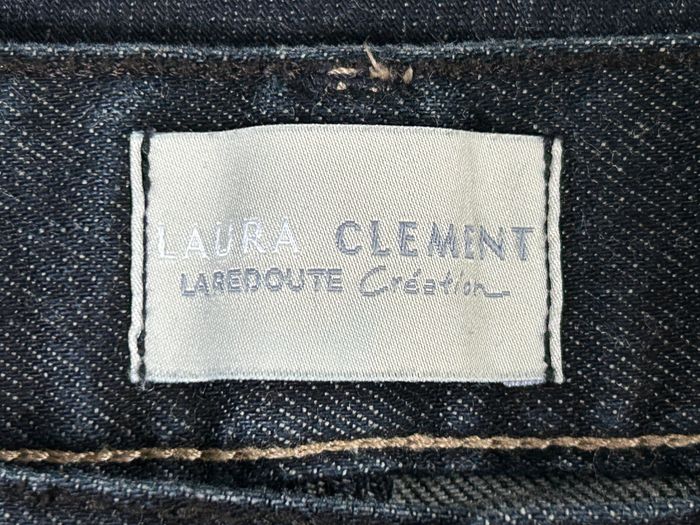 LAURA CLEMENT
LAREDOUTE Création